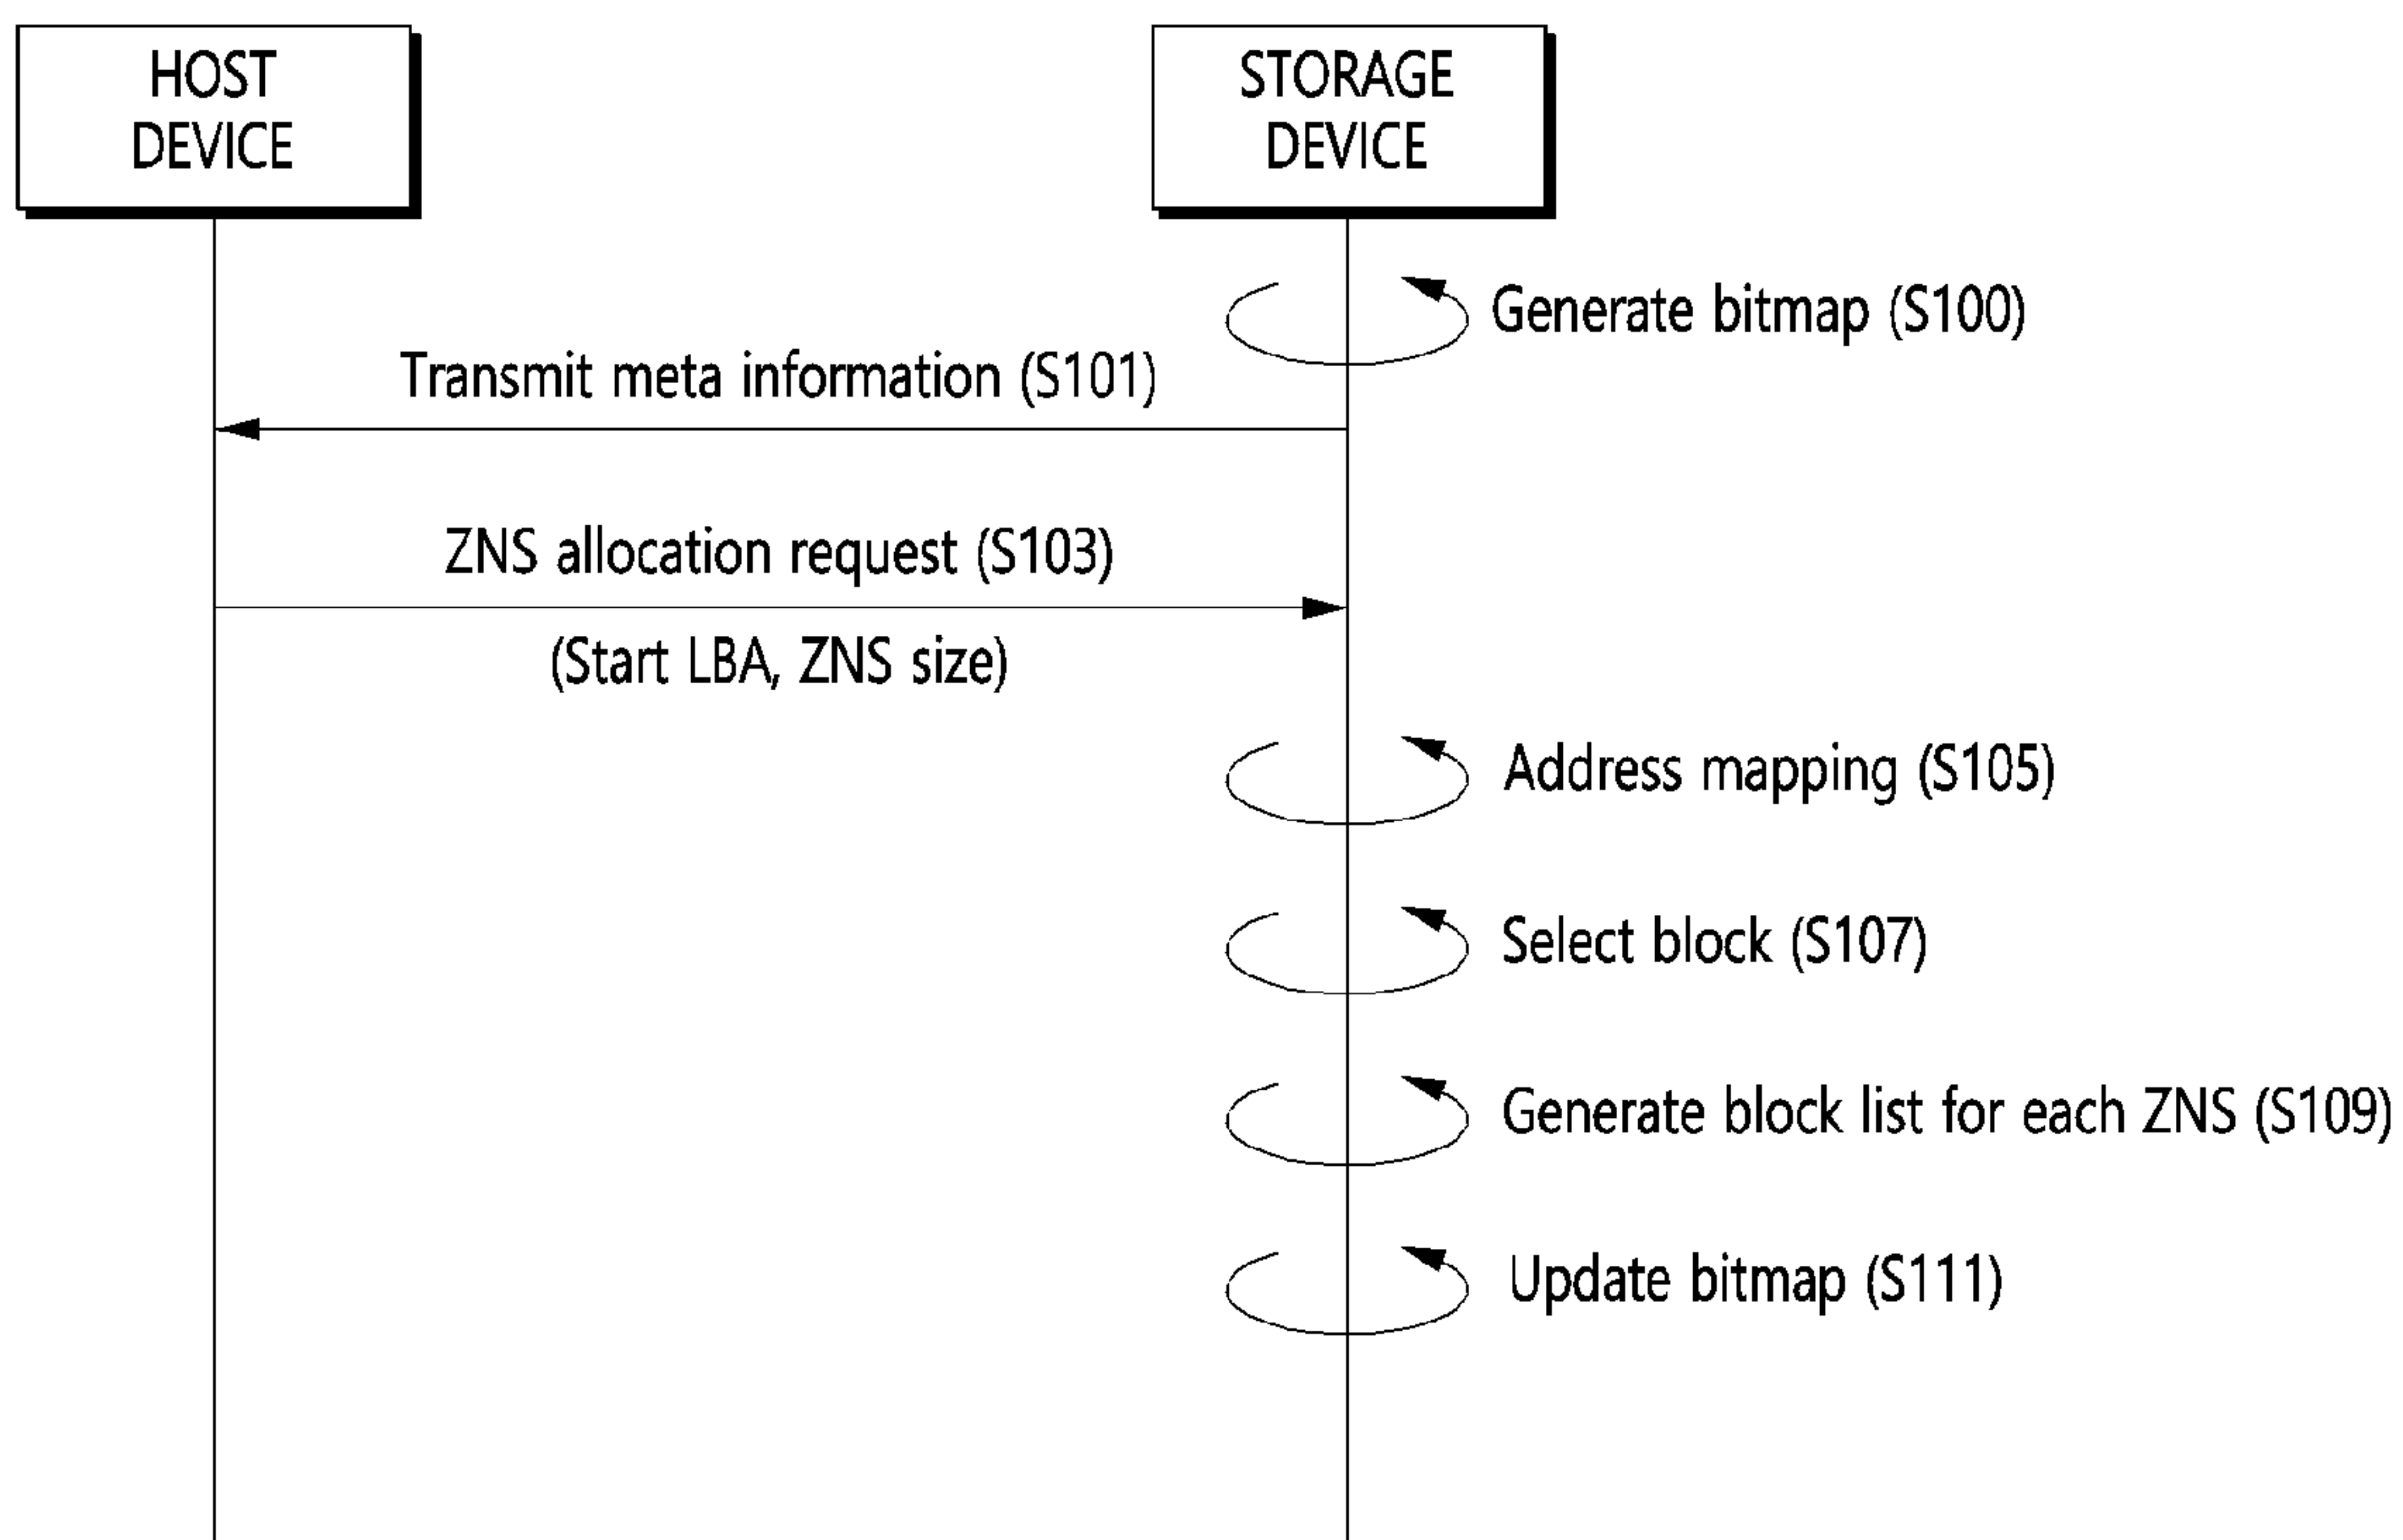 HOST
DEVICE
STORAGE
DEVICE
Generate bitmap (S100)
Transmit meta information (S101)
ZNS allocation request (S103)
(Start LBA, ZNS size)
Address mapping (S105)
Select block (S107)
Generate block list for each ZNS (S109)
Update bitmap (S111)